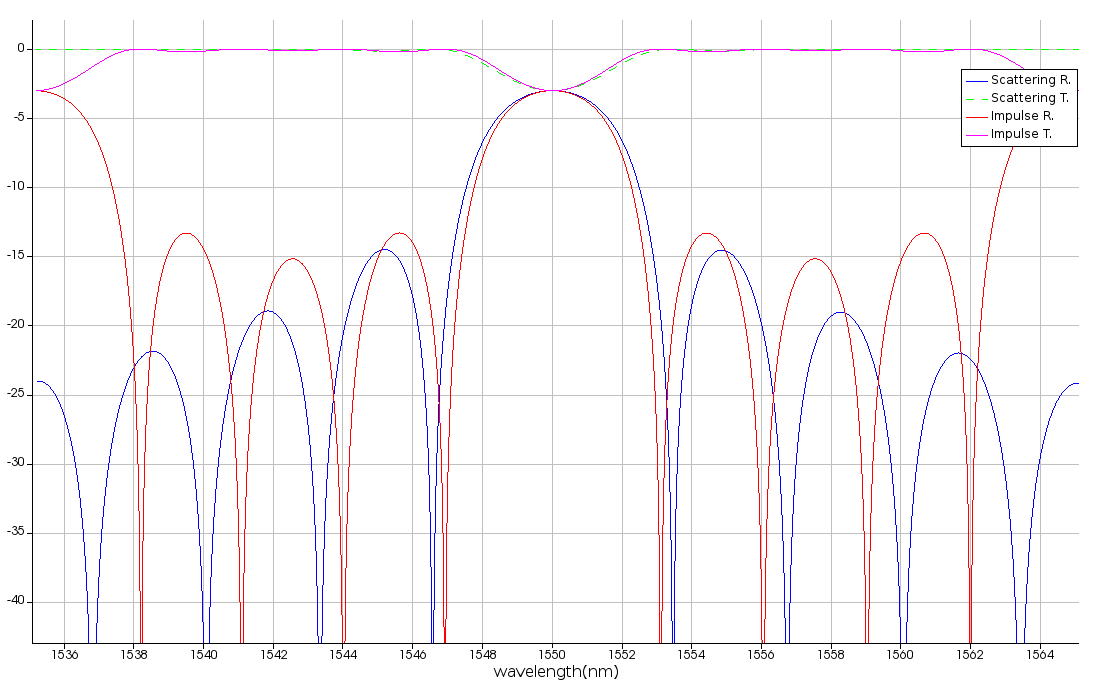 0
-5
-10
-15
-20
-25
-30
-35
-40
Scattering R.
Scattering T.
Impulse R.
Impulse T.
1536 1538 1540 1542 1544 1546 1548 1550 1552 1554 1556 1558 1560 1562 1564
wavelength(nm)